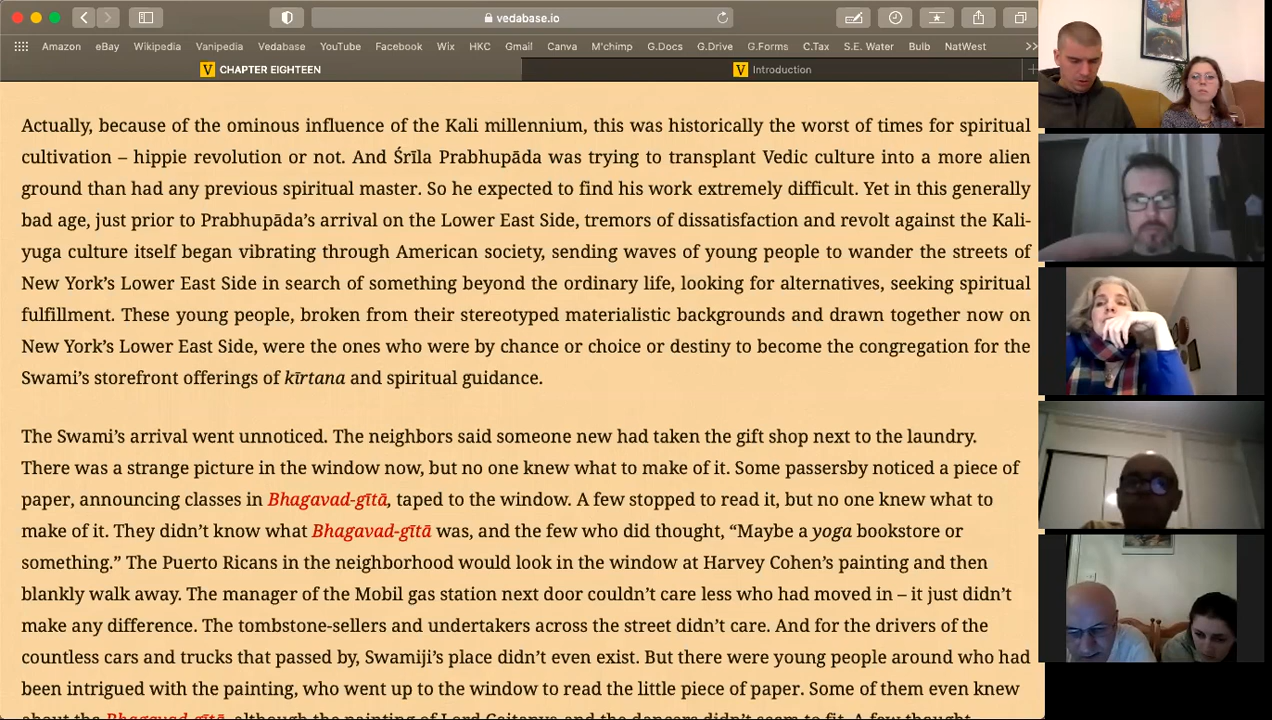 vedabase.io
Amazon eBay Wikipedia Vanipedia Vedabase YouTube Facebook Wix HKC Gmail Canva M'chimp G.Docs G.Drive G.Forms C.Tax S.E. Water Bulb NatWest >>
V CHAPTER EIGHTEEN V Introduction +
Actually, because of the ominous influence of the Kali millennium, this was historically the worst of times for spiritual
cultivation – hippie revolution or not. And Śrīla Prabhupāda was trying to transplant Vedic culture into a more alien
ground than had any previous spiritual master. So he expected to find his work extremely difficult. Yet in this generally
bad age, just prior to Prabhupāda’s arrival on the Lower East Side, tremors of dissatisfaction and revolt against the Kali-
yuga culture itself began vibrating through American society, sending waves of young people to wander the streets of
New York’s Lower East Side in search of something beyond the ordinary life, looking for alternatives, seeking spiritual
fulfillment. These young people, broken from their stereotyped materialistic backgrounds and drawn together now on
New York’s Lower East Side, were the ones who were by chance or choice or destiny to become the congregation for the
Swami’s storefront offerings of kīrtana and spiritual guidance.
The Swami’s arrival went unnoticed. The neighbors said someone new had taken the gift shop next to the laundry.
There was a strange picture in the window now, but no one knew what to make of it. Some passersby noticed a piece of
paper, announcing classes in Bhagavad-gītā, taped to the window. A few stopped to read it, but no one knew what to
make of it. They didn’t know what Bhagavad-gītā was, and the few who did thought, “Maybe a yoga bookstore or
something.” The Puerto Ricans in the neighborhood would look in the window at Harvey Cohen’s painting and then
blankly walk away. The manager of the Mobil gas station next door couldn’t care less who had moved in – it just didn’t
make any difference. The tombstone-sellers and undertakers across the street didn’t care. And for the drivers of the
countless cars and trucks that passed by, Swamiji’s place didn’t even exist. But there were young people around who had
been intrigued with the painting, who went up to the window to read the little piece of paper. Some of them even knew
about the Bhagavad-gītā, although the painting of Lord Caitanya and the dancers didn’t seem to fit. A few thought